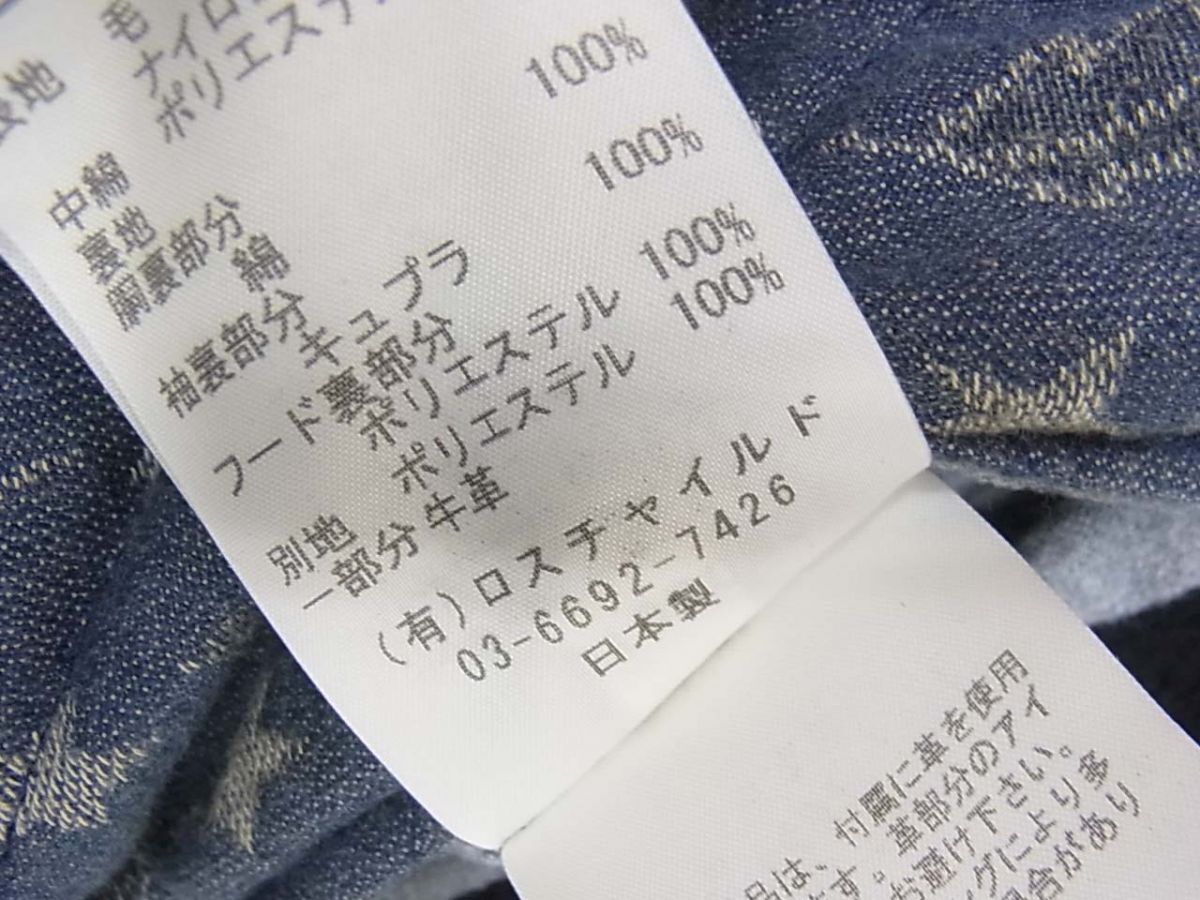 毛
ナイロ
地
ポリエステ
中綿
裏地 100%
胴裏部分
綿 100%
袖裏部分
キュプラ
フード裏部分 100%
ポリエステル 100%
ポリエステル
別地
一部分牛革
(有)ロスチャイルド
03-6692-7426
日本製
品は、付属に革を使用
す。革部分のアイ
お避け下さい。
グにより多
場合があり